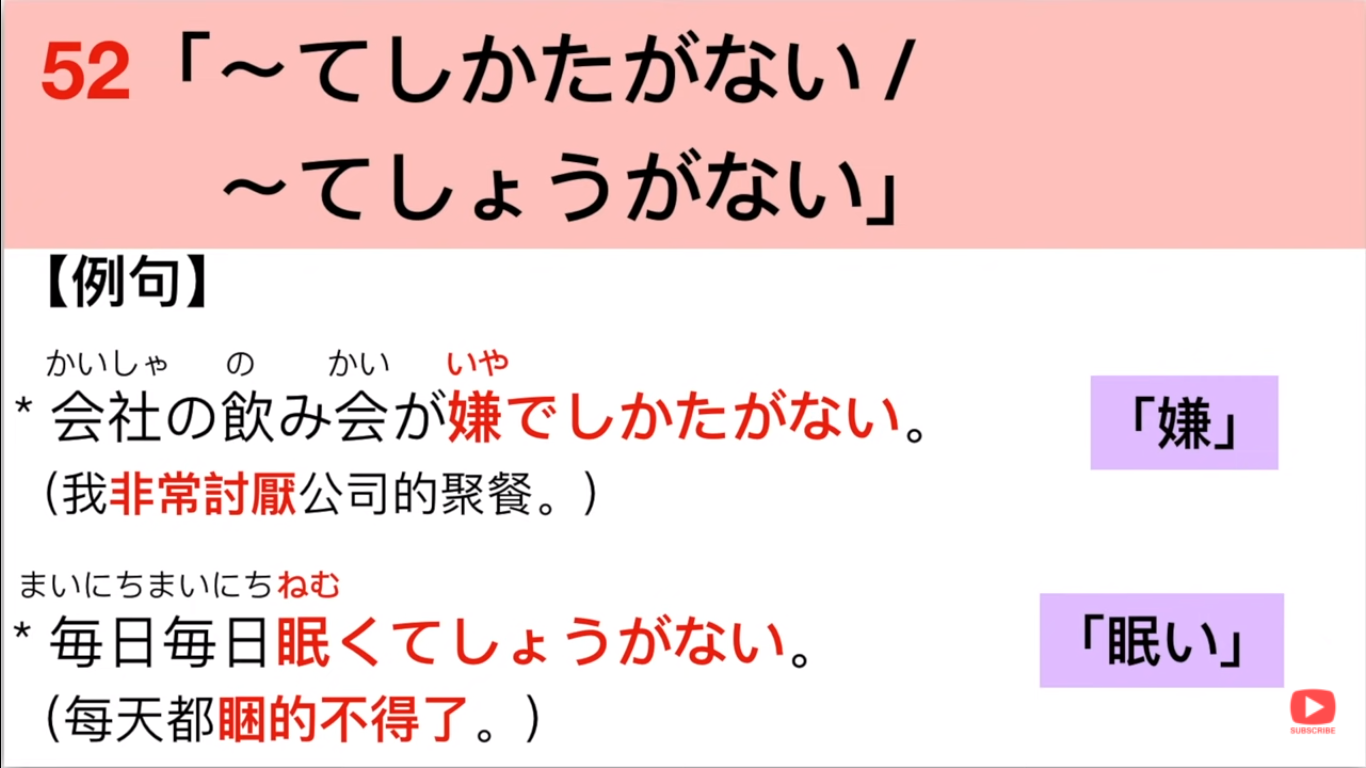 52「～てしかたがない /
～てしょうがない」
【例句】
かいしゃ の かい いや
* 会社の飲み会が嫌でしかたがない。
「嫌」
（我非常討厭公司的聚餐。）
まいにちまいにちねむ
* 毎日毎日眠くてしょうがない。
「眠い」
（每天都睏的不得了。）
SUBSCRIBE